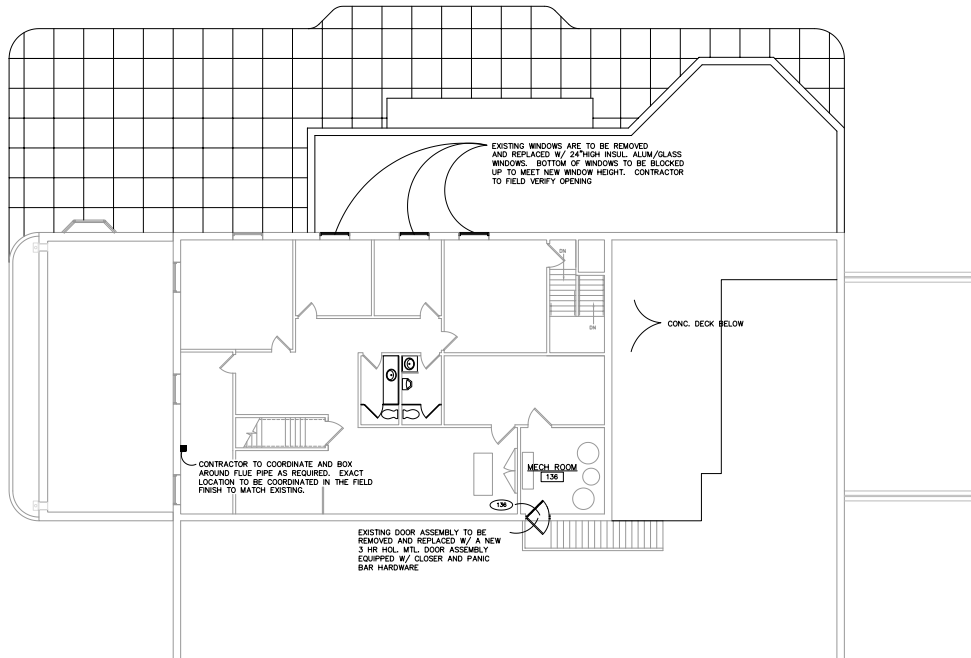 EXISTING WINDOWS ARE TO BE REMOVED
AND REPLACED W/ 24"HIGH INSUL. ALUM/GLASS
WINDOWS. BOTTOM OF WINDOWS TO BE BLOCKED
UP TO MEET NEW WINDOW HEIGHT. CONTRACTOR
TO FIELD VERIFY OPENING
DN
DN
CONC. DECK BELOW
CONTRACTOR TO COORDINATE AND BOX
AROUND FLUE PIPE AS REQUIRED. EXACT
LOCATION TO BE COORDINATED IN THE FIELD
FINISH TO MATCH EXISTING.
MECH ROOM
136
136
EXISTING DOOR ASSEMBLY TO BE
REMOVED AND REPLACED W/ A NEW
3 HR HOL. MTL. DOOR ASSEMBLY
EQUIPPED W/ CLOSER AND PANIC
BAR HARDWARE